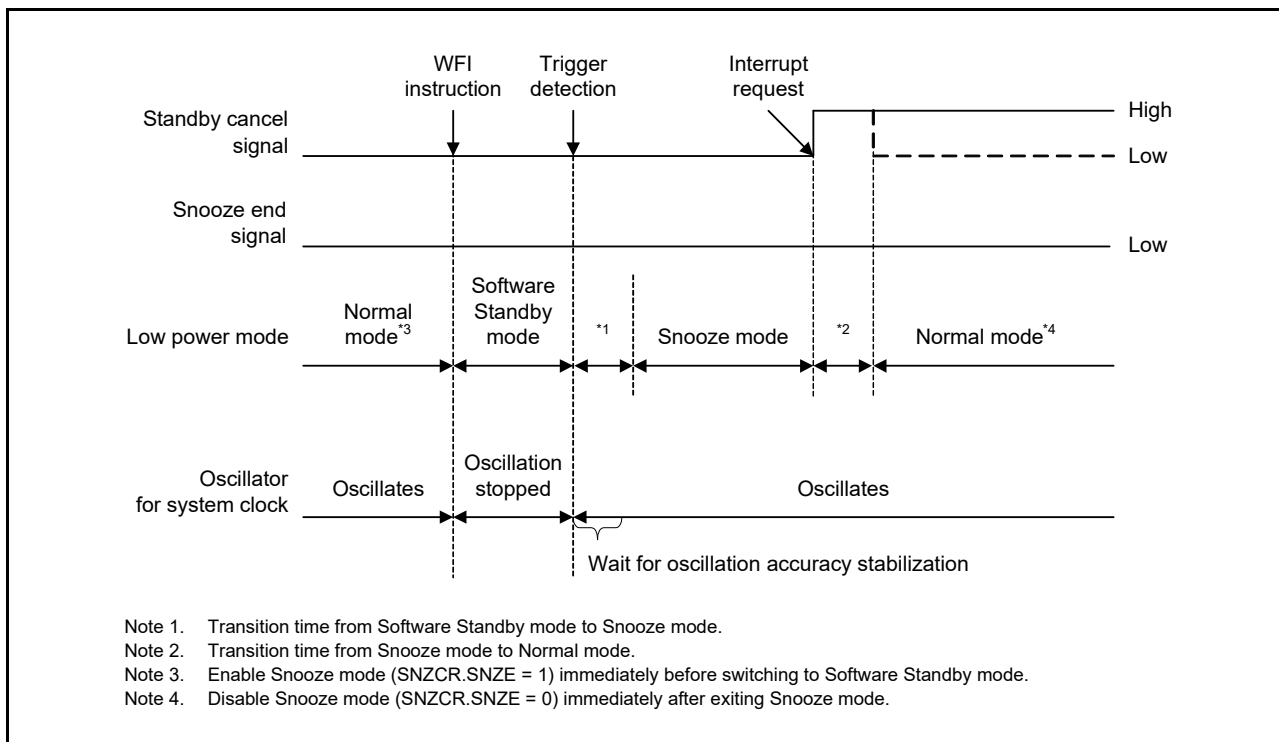 WFI
instruction
Trigger
detection
Interrupt
request
Standby cancel
signal
High
Low
Snooze end
signal
Low
Low power mode
Normal
mode*3
Software
Standby
mode
*1
Snooze mode
*2
Normal mode*4
Oscillator
for system clock
Oscillates
Oscillation
stopped
Oscillates
Wait for oscillation accuracy stabilization
Note 1. Transition time from Software Standby mode to Snooze mode.
Note 2. Transition time from Snooze mode to Normal mode.
Note 3. Enable Snooze mode (SNZCR.SNZE = 1) immediately before switching to Software Standby mode.
Note 4. Disable Snooze mode (SNZCR.SNZE = 0) immediately after exiting Snooze mode.